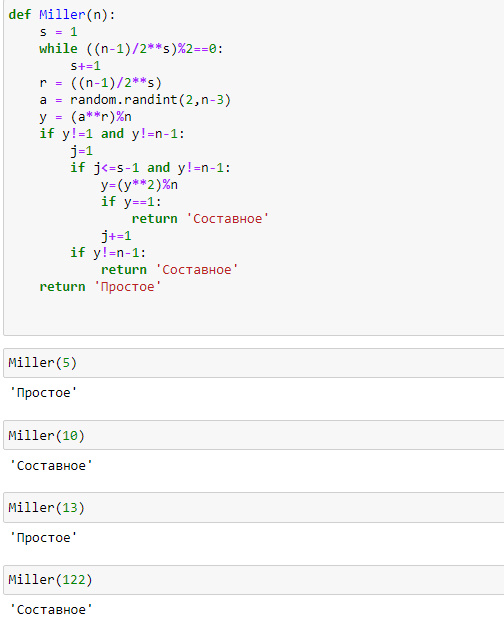 def Miller(n):
    s = 1
    while ((n-1)/2**s)%2==0:
        s+=1
    r = ((n-1)/2**s)
    a = random.randint(2,n-3)
    y = (a**r)%n
    if y!=1 and y!=n-1:
        j=1
        if j<=s-1 and y!=n-1:
            y=(y**2)%n
            if y==1:
                return 'Составное'
            j+=1
        if y!=n-1:
            return 'Составное'
    return 'Простое'
Miller(5)
'Простое'
Miller(10)
'Составное'
Miller(13)
'Простое'
Miller(122)
'Составное'